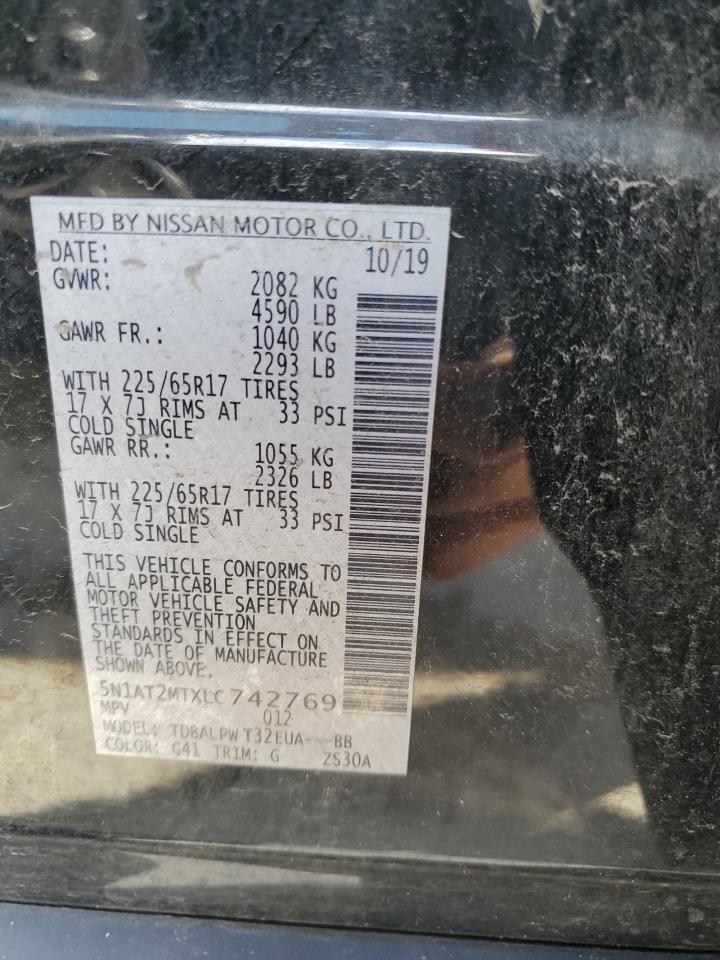 MFD BY NISSAN MOTOR CO., LTD.
DATE: 10/19
GVWR: 2082 KG
4590 LB
GAWR FR.: 1040 KG
2293 LB
WITH 225/65R17 TIRES
17 X 7J RIMS AT 33 PSI
COLD SINGLE
GAWR RR.: 1055 KG
2326 LB
WITH 225/65R17 TIRES
17 X 7J RIMS AT 33 PSI
COLD SINGLE
THIS VEHICLE CONFORMS TO
ALL APPLICABLE FEDERAL
MOTOR VEHICLE SAFETY AND
THEFT PREVENTION
STANDARDS IN EFFECT ON
THE DATE OF MANUFACTURE
SHOWN ABOVE.
5N1AT2MTXLC742769
MPV 012
MODEL: TDBALPW T32EUA---BB
COLOR: G41 TRIM: G ZS30A